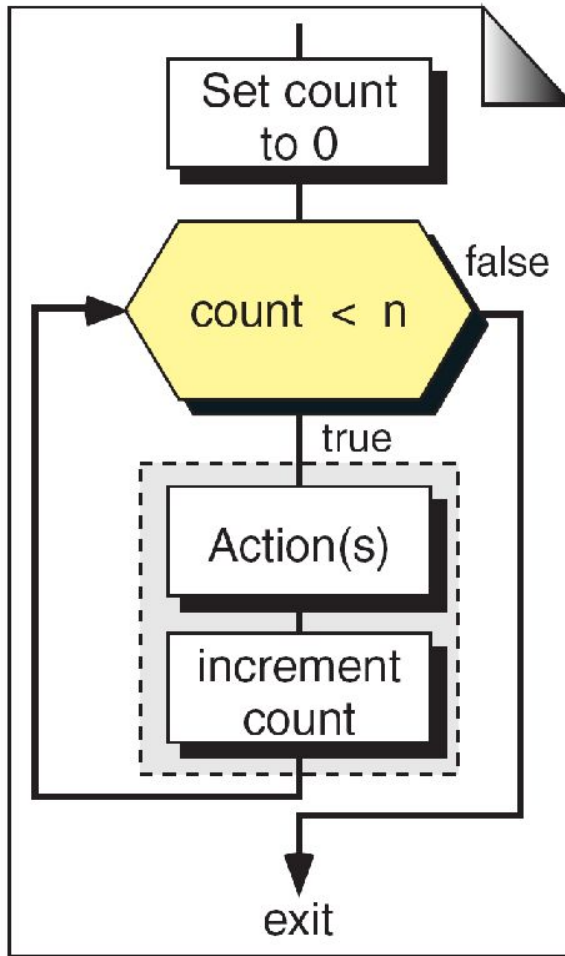 Set count
to 0
false
count < n
true
Action(s)
increment
count
exit